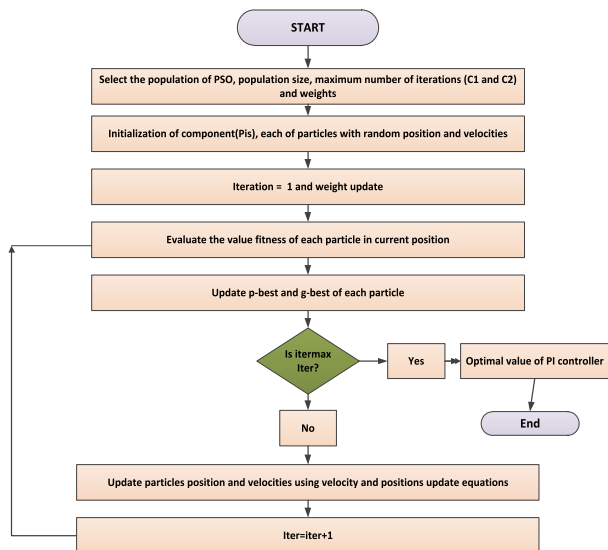 START
Select the population of PSO, population size, maximum number of iterations (C1 and C2)
and weights
Initialization of component(Pis), each of particles with random position and velocities
Iteration = 1 and weight update
Evaluate the value fitness of each particle in current position
Update p-best and g-best of each particle
Is itermax
Iter?
Yes
Optimal value of PI controller
End
No
Update particles position and velocities using velocity and positions update equations
Iter=iter+1